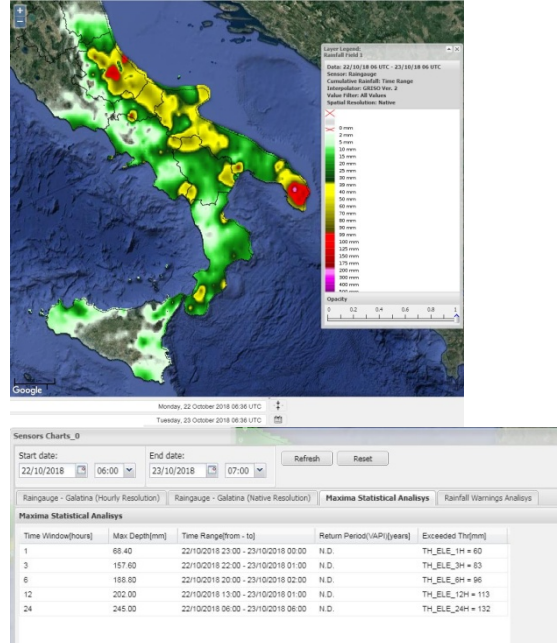 Layer Legend:
Rainfall Field 1
Date: 22/10/18 06 UTC - 23/10/18 06 UTC
Sensor: Raingauge
Cumulative Rainfall: Time Range
Interpolator: GRISO Ver. 2
Value Filter: All Values
Spatial Resolution: Native
0 mm
2 mm
5 mm
10 mm
15 mm
20 mm
25 mm
30 mm
39 mm
40 mm
50 mm
60 mm
70 mm
80 mm
90 mm
99 mm
100 mm
125 mm
150 mm
175 mm
200 mm
300 mm
400 mm
500 mm
Opacity
0 0.2 0.4 0.6 0.8 1
Google
Monday, 22 October 2018 06:36 UTC
Tuesday, 23 October 2018 06:36 UTC
Sensors Charts_0
Start date: End date:
22/10/2018 06:00 23/10/2018 07:00 Refresh Reset
Raingauge - Galatina (Hourly Resolution) Raingauge - Galatina (Native Resolution) Maxima Statistical Analisys Rainfall Warnings Analisys
Maxima Statistical Analisys
Time Window[hours] Max Depth[mm] Time Range[from - to] Return Period(VAPI)[years] Exceeded Thr[mm]
1 68.40 22/10/2018 23:00 - 23/10/2018 00:00 N.D. TH_ELE_1H = 60
3 157.60 22/10/2018 22:00 - 23/10/2018 01:00 N.D. TH_ELE_3H = 83
6 188.80 22/10/2018 20:00 - 23/10/2018 02:00 N.D. TH_ELE_6H = 96
12 202.00 22/10/2018 13:00 - 23/10/2018 01:00 N.D. TH_ELE_12H = 113
24 245.00 22/10/2018 06:00 - 23/10/2018 06:00 N.D. TH_ELE_24H = 132